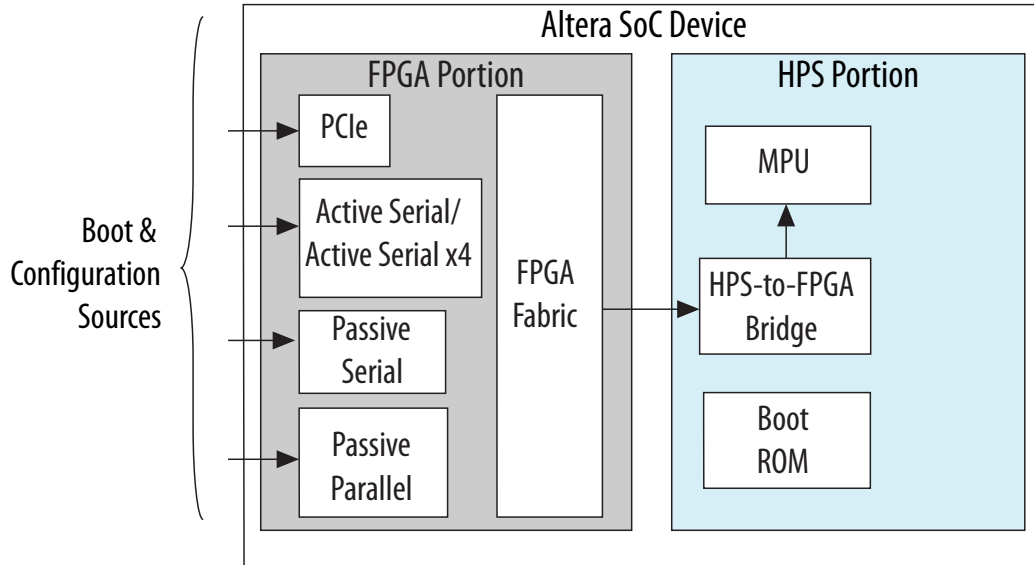 Altera SoC Device
FPGA Portion
HPS Portion
PCIe
MPU
Active Serial/
Active Serial x4
Boot &
Configuration
Sources
FPGA
Fabric
HPS-to-FPGA
Bridge
Passive
Serial
Boot
ROM
Passive
Parallel